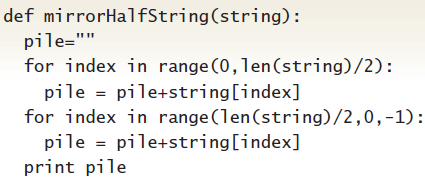 def mirrorHalfString(string):
  pile=""
  for index in range(0,len(string)/2):
    pile = pile+string[index]
  for index in range(len(string)/2,0,-1):
    pile = pile+string[index]
  print pile